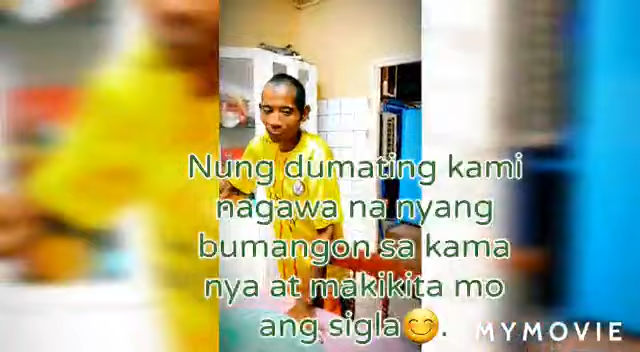 Nung dumating kami
nagawa na nyang
bumangon sa kama
nya at makikita mo
ang sigla😊.
MYMOVIE